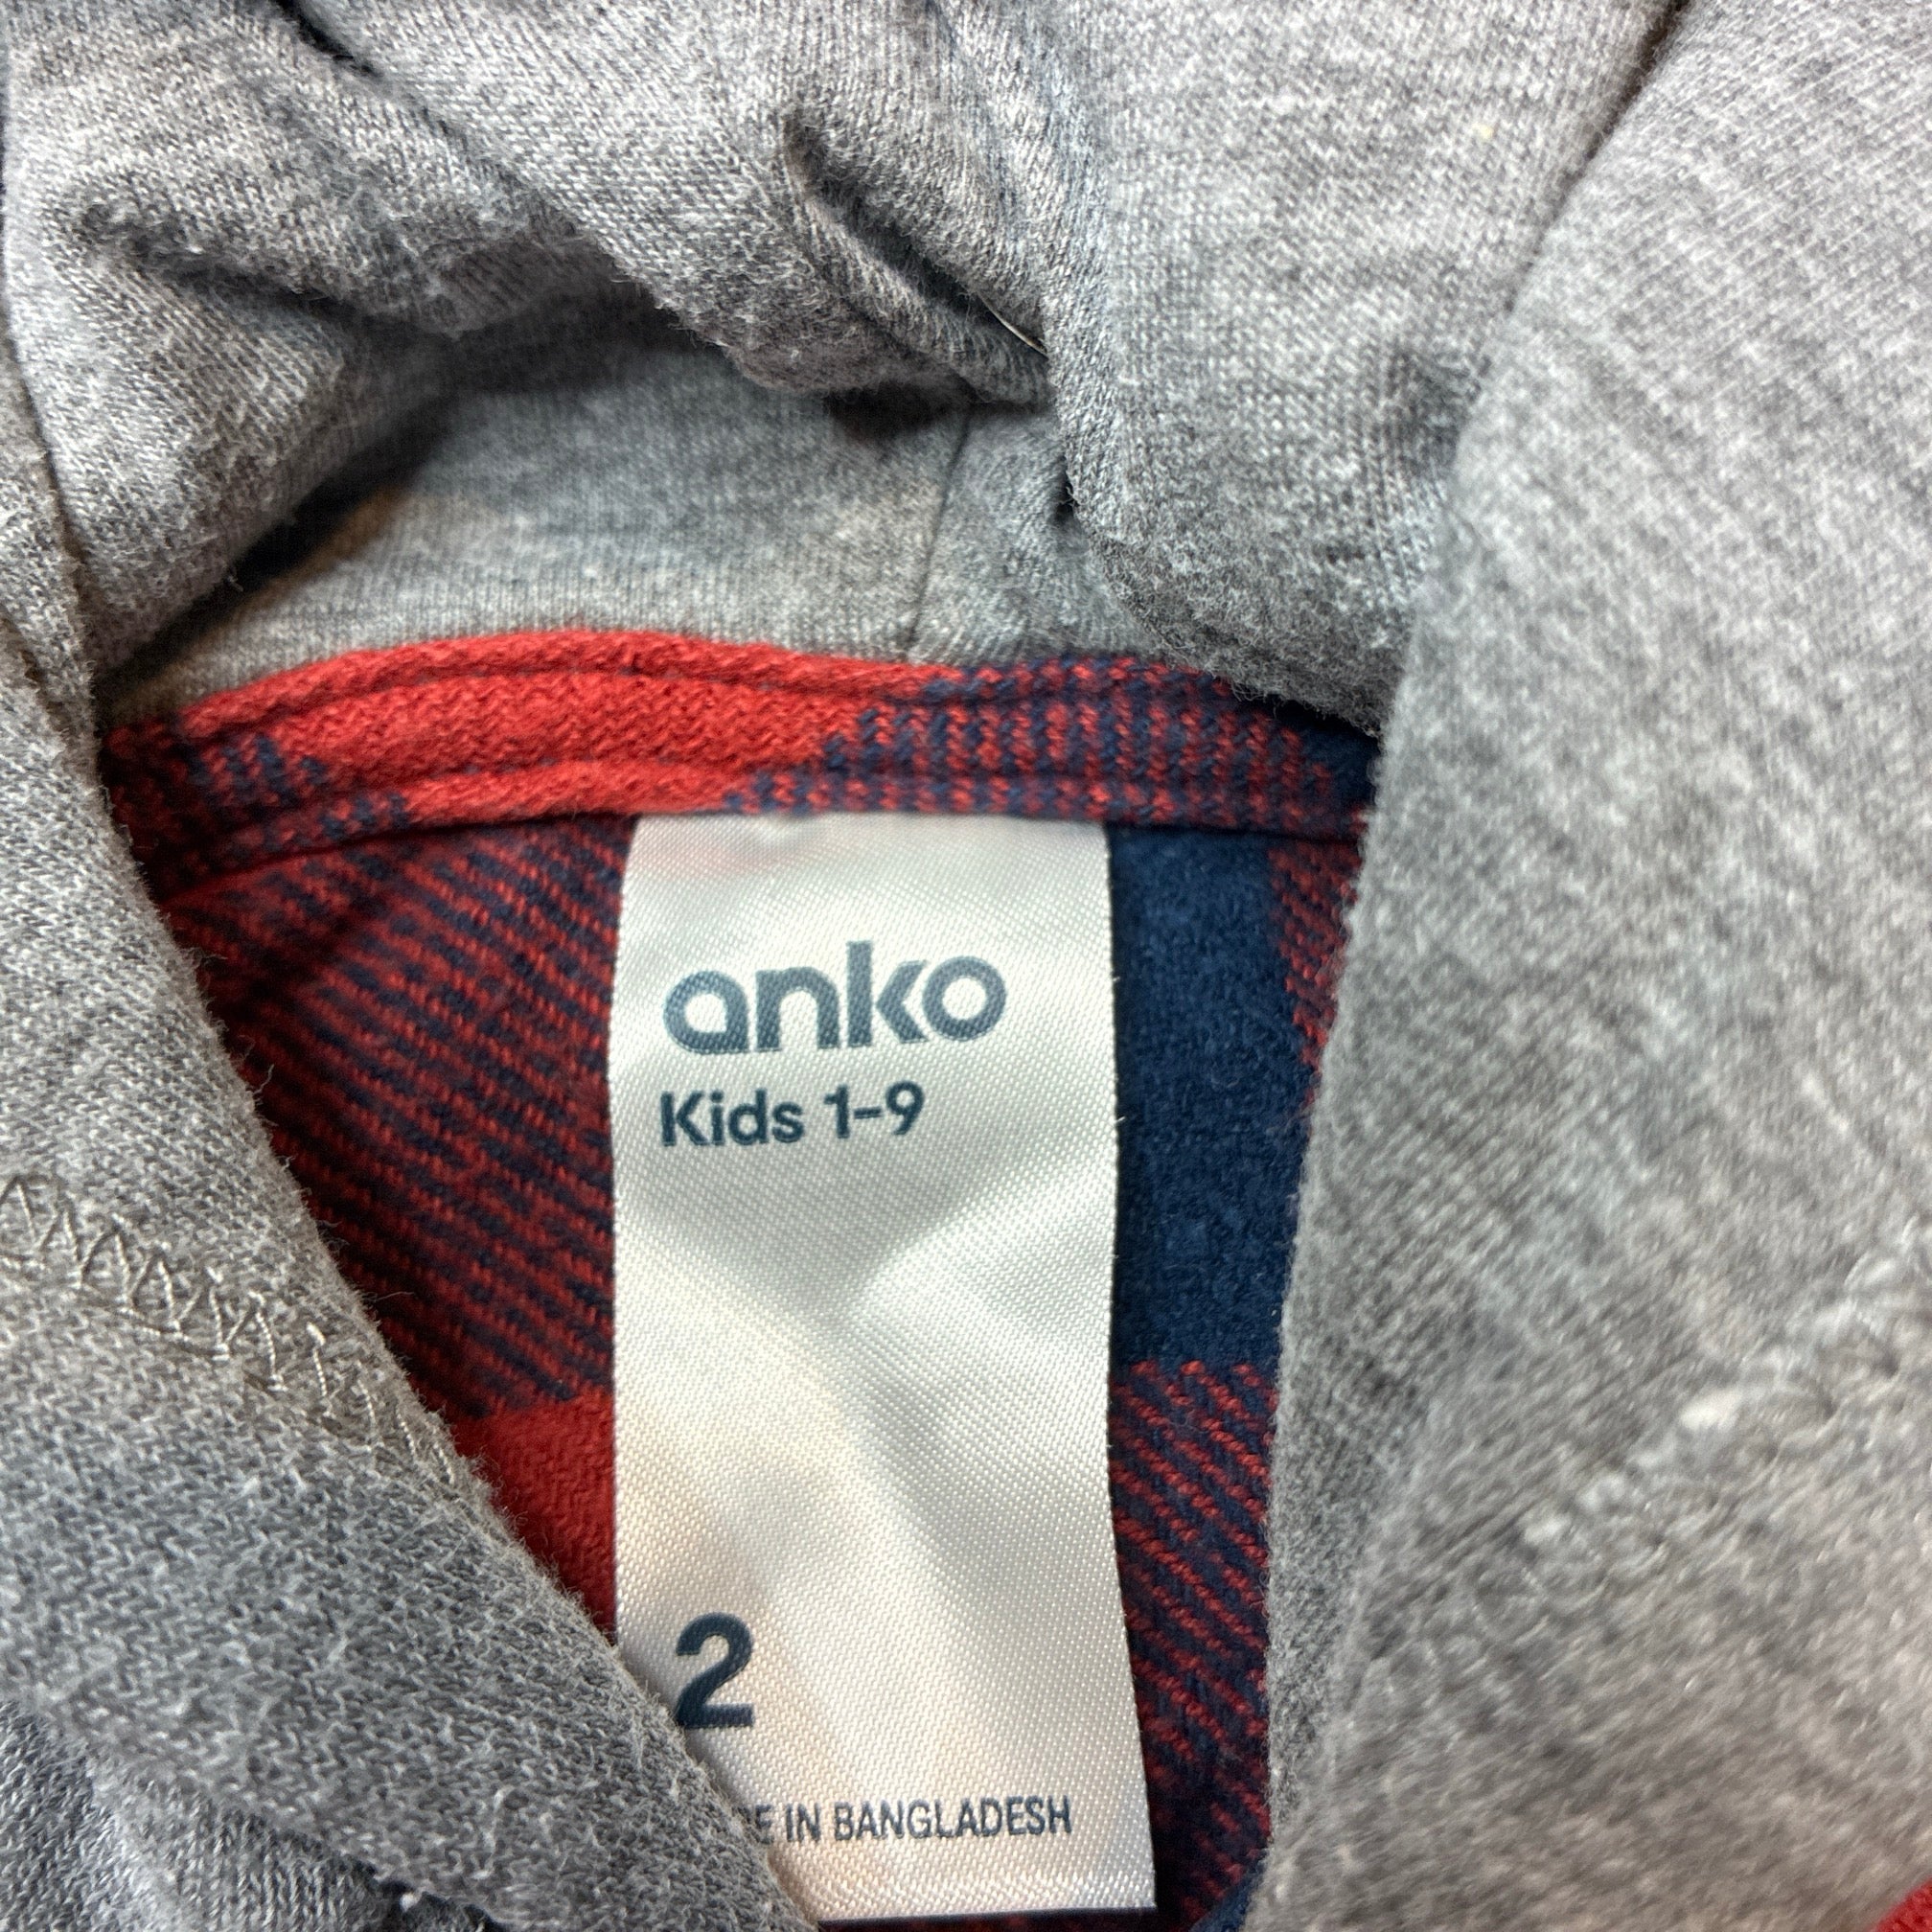 anko
Kids 1-9
2
E IN BANGLADESH